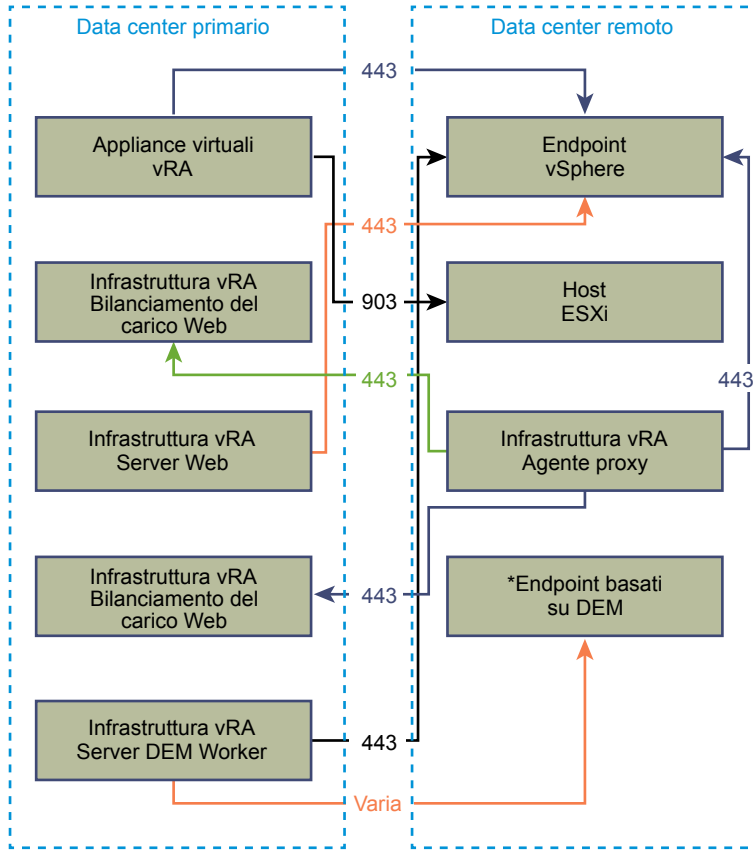 Data center primario
Data center remoto
443
Appliance virtuali
vRA
Endpoint
vSphere
443
Infrastruttura vRA
Bilanciamento del
carico Web
903
Host
ESXi
443
443
Infrastruttura vRA
Server Web
Infrastruttura vRA
Agente proxy
Infrastruttura vRA
Bilanciamento del
carico Web
443
*Endpoint basati
su DEM
Infrastruttura vRA
Server DEM Worker
443
Varia